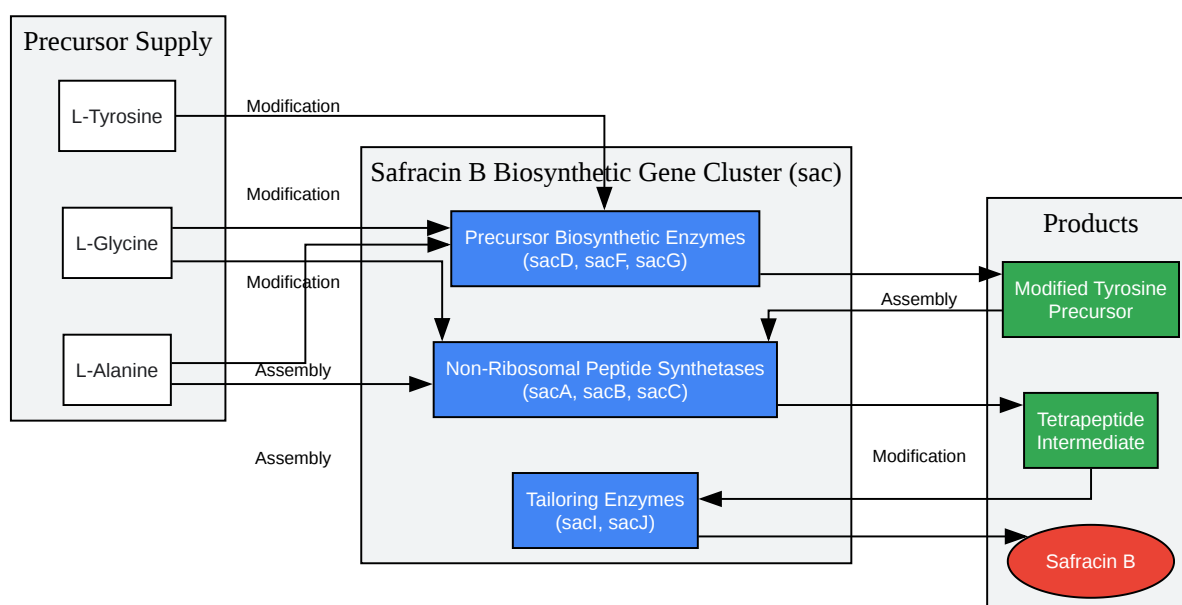 Precursor Supply
L-Tyrosine
Modification
Safracin B Biosynthetic Gene Cluster (sac)
L-Glycine
Modification
Modification
Precursor Biosynthetic Enzymes
(sacD, sacF, sacG)
Products
Modified Tyrosine
Precursor
Assembly
L-Alanine
Assembly
Non-Ribosomal Peptide Synthetases
(sacA, sacB, sacC)
Tetrapeptide
Intermediate
Assembly
Modification
Tailoring Enzymes
(sacI, sacJ)
Safracin B